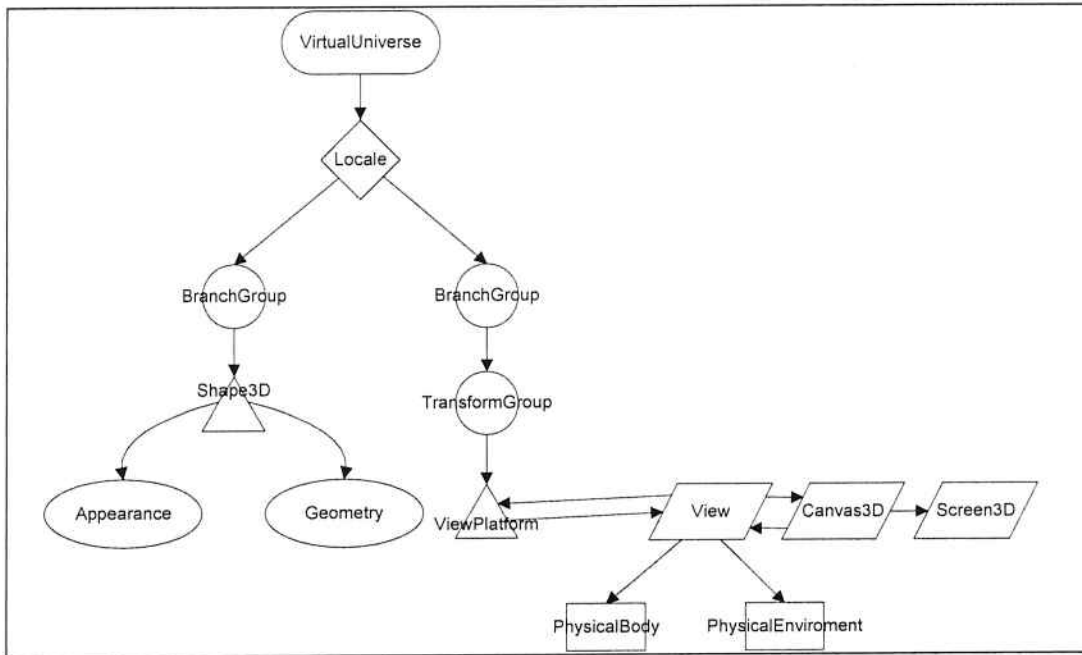 VirtualUniverse
Locale
BranchGroup
BranchGroup
Shape3D
TransformGroup
Appearance
Geometry
ViewPlatform
View
Canvas3D
Screen3D
PhysicalBody
PhysicalEnviroment